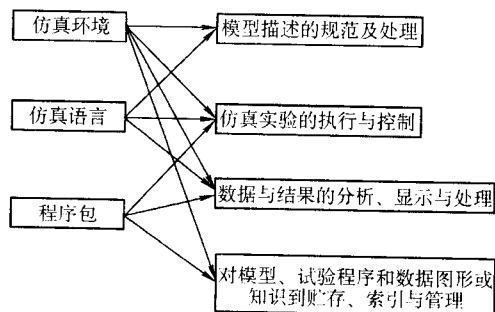 仿真环境
模型描述的规范及处理
仿真语言
仿真实验的执行与控制
数据与结果的分析、显示与处理
程序包
对模型、试验程序和数据图形或
知识到贮存、索引与管理